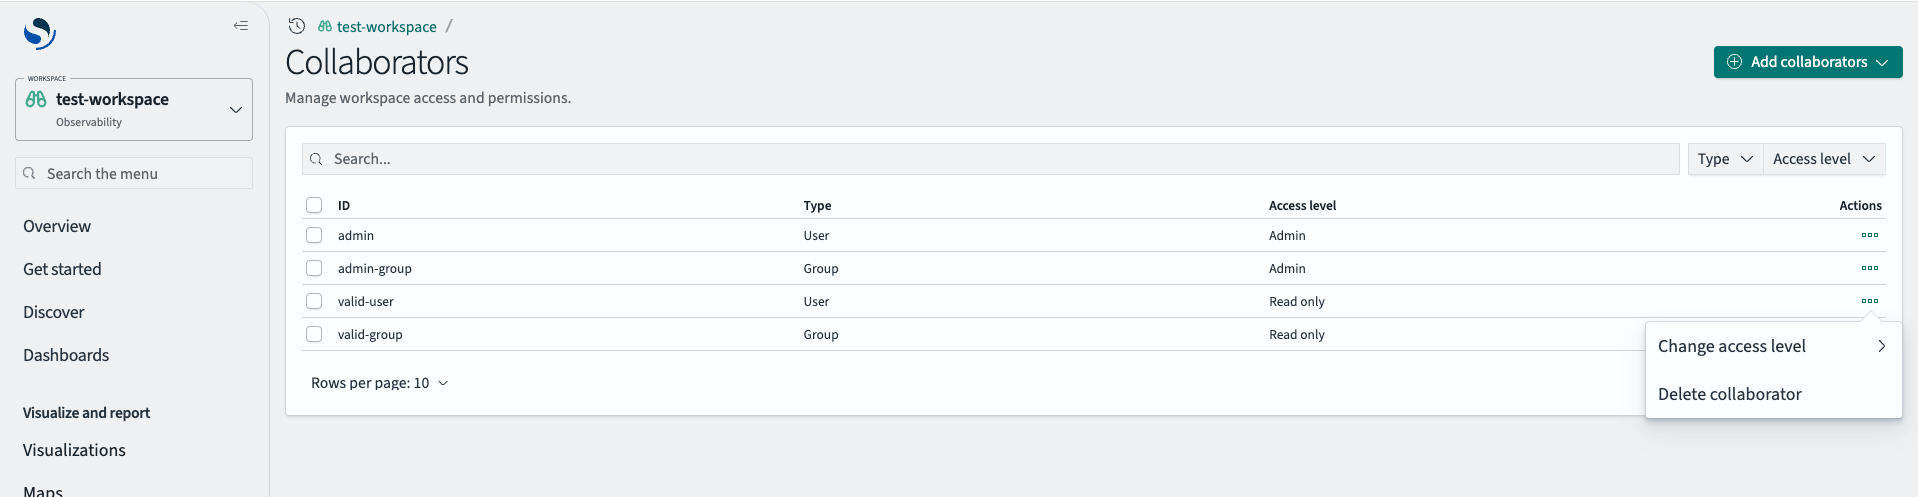 test-workspace /
Collaborators
Add collaborators
Manage workspace access and permissions.
WORKSPACE
test-workspace
Observability
Search the menu
Overview
Get started
Discover
Dashboards
Visualize and report
Visualizations
Maps
Search...
Type
Access level
ID Type Access level Actions
admin User Admin
admin-group Group Admin
valid-user User Read only
valid-group Group Read only
Change access level
Delete collaborator
Rows per page: 10